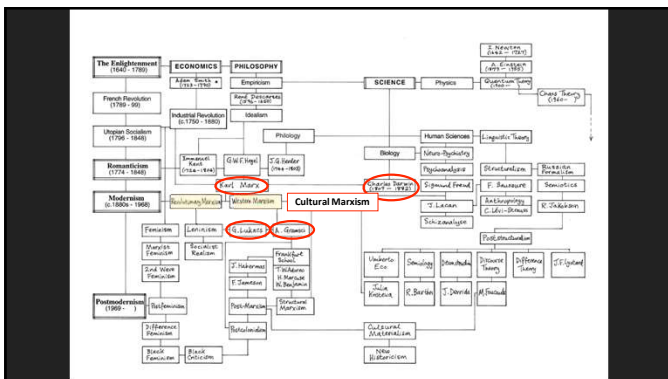 The Enlightenment
(1640 - 1789)
ECONOMICS
PHILOSOPHY
I. Newton
A. Einstein
Adam Smith
Empiricism
SCIENCE
Physics
Quantum Theory
Chaos Theory
French Revolution
(1789 - 99)
René Descartes
Industrial Revolution
(c.1750 - 1880)
Idealism
Utopian Socialism
(1796 - 1848)
Philology
Human Sciences
Linguistic Theory
Biology
Neuro-Psychiatry
Romanticism
(1774 - 1848)
Immanuel
Kant
G.W.F. Hegel
J.G. Herder
Psychoanalysis
Structuralism
Russian
Formalism
Karl Marx
Charles Darwin
Sigmund Freud
F. Saussure
Semiotics
Modernism
(c.1880s - 1968)
Revolutionary Marxism
Western Marxism
Cultural Marxism
J. Lacan
Anthropology
C. Lévi-Strauss
R. Jakobson
Schizanalyse
Feminism
Leninism
G. Lukacs
A. Gramsci
Poststructuralism
Marxist
Feminism
Socialist
Realism
Frankfurt
School
T.W. Adorno
H. Marcuse
W. Benjamin
J. Habermas
Umberto
Eco
Semiology
Discourse
Theory
Difference
Theory
J.F. Lyotard
2nd Wave
Feminism
F. Jameson
Julia
Kristeva
J. Derrida
M. Foucault
Postmodernism
(1969 - )
Postfeminism
Post-Marxism
Structural
Marxism
Difference
Feminism
Postcolonialism
Cultural
Materialism
Black
Feminism
Black
Criticism
New
Historicism